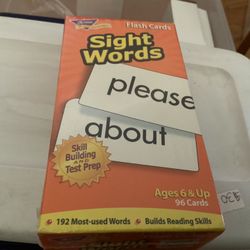 Flash Cards
Sight
Words
please
about
Skill
Building
and
Test Prep
Ages 6 & Up
96 Cards
192 Most-used Words • Builds Reading Skills